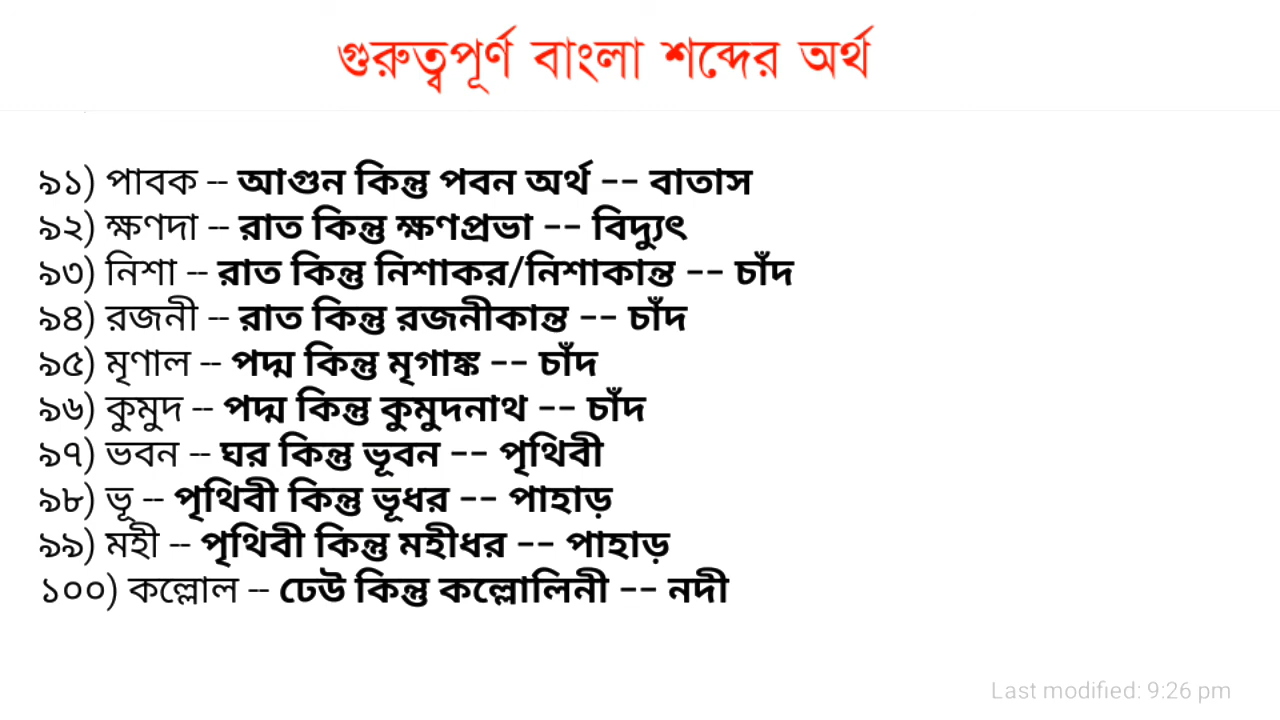 গুরুত্বপূর্ণ বাংলা শব্দের অর্থ
৯১) পাবক -- আগুন কিন্তু পবন অর্থ -- বাতাস
৯২) ক্ষণদা -- রাত কিন্তু ক্ষণপ্রভা -- বিদ্যুৎ
৯৩) নিশা -- রাত কিন্তু নিশাকর/নিশাকান্ত -- চাঁদ
৯৪) রজনী -- রাত কিন্তু রজনীকান্ত -- চাঁদ
৯৫) মৃণাল -- পদ্ম কিন্তু মৃগাঙ্ক -- চাঁদ
৯৬) কুমুদ -- পদ্ম কিন্তু কুমুদনাথ -- চাঁদ
৯৭) ভবন -- ঘর কিন্তু ভূবন -- পৃথিবী
৯৮) ভূ -- পৃথিবী কিন্তু ভূধর -- পাহাড়
৯৯) মহী -- পৃথিবী কিন্তু মহীধর -- পাহাড়
১০০) কল্লোল -- ঢেউ কিন্তু কল্লোলিনী -- নদী
Last modified: 9:26 pm